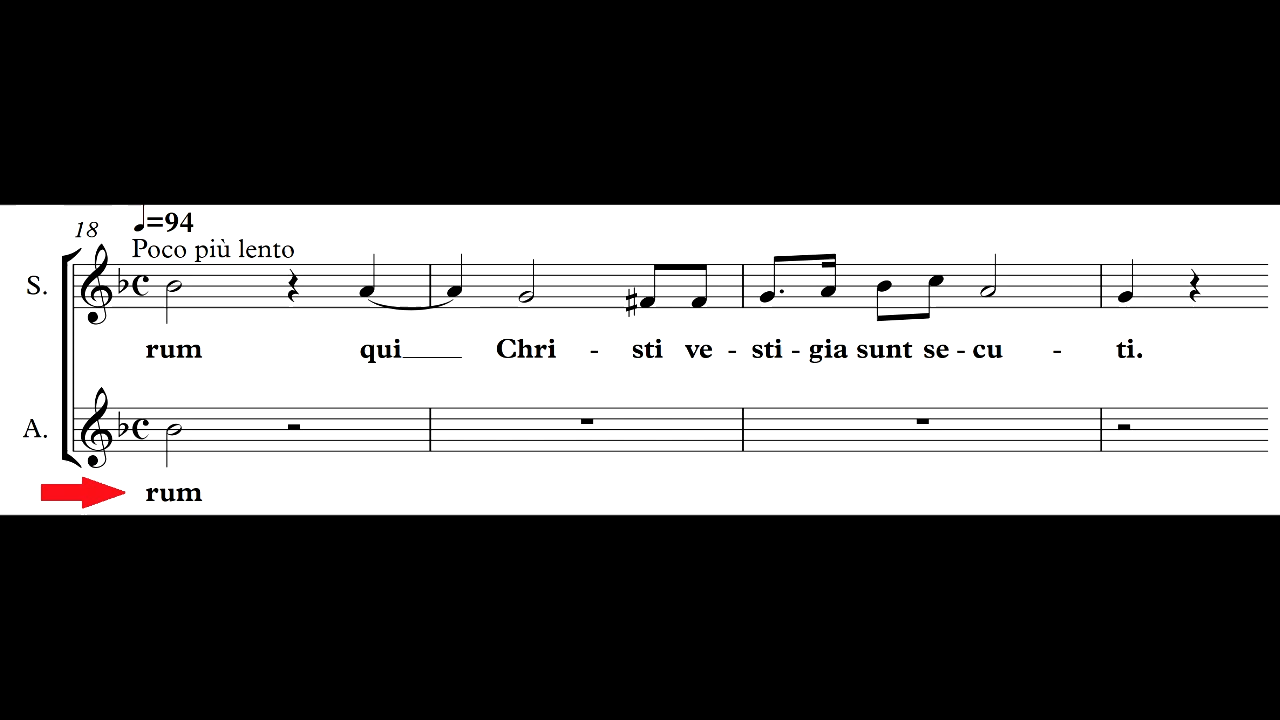 18 ♩=94
Poco più lento
S.
rum qui Chri - sti ve - sti - gia sunt se - cu - ti.
A.
rum